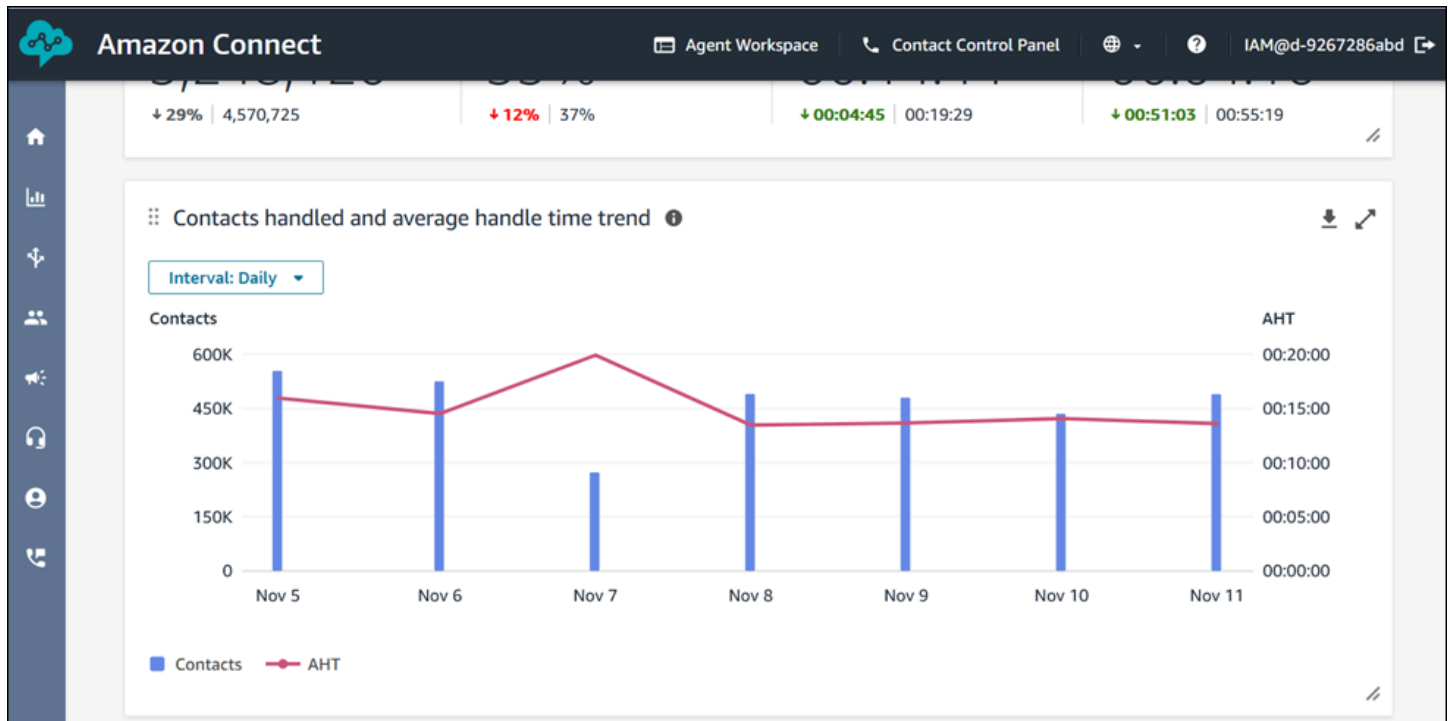 Amazon Connect Agent Workspace Contact Control Panel IAM@d-9267286abd
29% 4,570,725 12% 37% 00:04:45 00:19:29 00:51:03 00:55:19
Contacts handled and average handle time trend
Interval: Daily
Contacts AHT
600K 00:20:00
450K 00:15:00
300K 00:10:00
150K 00:05:00
0 00:00:00
Nov 5 Nov 6 Nov 7 Nov 8 Nov 9 Nov 10 Nov 11
Contacts AHT